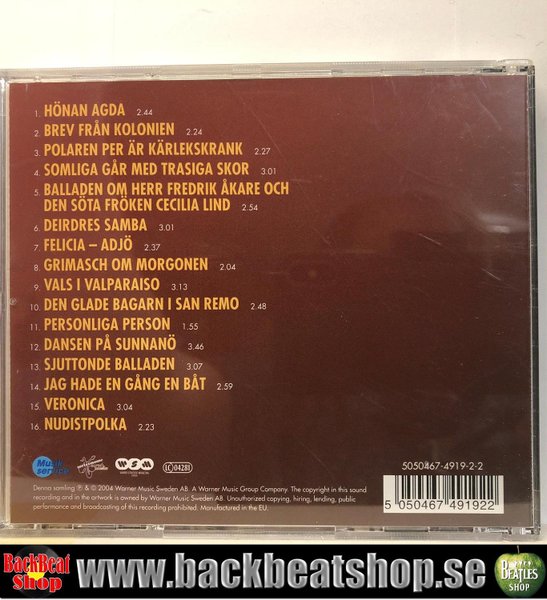 1. HÖNAN AGDA 2.44
2. BREV FRÅN KOLONIEN 2.24
3. POLAREN PER ÄR KÄRLEKSKRANK 2.27
4. SOMLIGA GÅR MED TRASIGA SKOR 3.01
5. BALLADEN OM HERR FREDRIK ÅKARE OCH
DEN SÖTA FRÖKEN CECILIA LIND 2.54
6. DEIRDRES SAMBA 3.01
7. FELICIA – ADJÖ 2.37
8. GRIMASCH OM MORGONEN 2.04
9. VALS I VALPARAISO 3.13
10. DEN GLADE BAGARN I SAN REMO 2.48
11. PERSONLIGA PERSON 1.55
12. DANSEN PÅ SUNNANÖ 3.46
13. SJUTTONDE BALLADEN 3.07
14. JAG HADE EN GÅNG EN BÅT 2.59
15. VERONICA 3.04
16. NUDISTPOLKA 2.23
Musik
service
WSM
LC04281
5050467-4919-2-2
Denna samling ℗ & © 2004 Warner Music Sweden AB. A Warner Music Group Company. The copyright in this sound
recording and in the artwork is owned by Warner Music Sweden AB. Unauthorized copying, hiring, lending, public
performance and broadcasting of this recording prohibited. Manufactured in the EU.
5 050467 491922
BackBeat
Shop
www.backbeatshop.se
BEATLES
SHOP